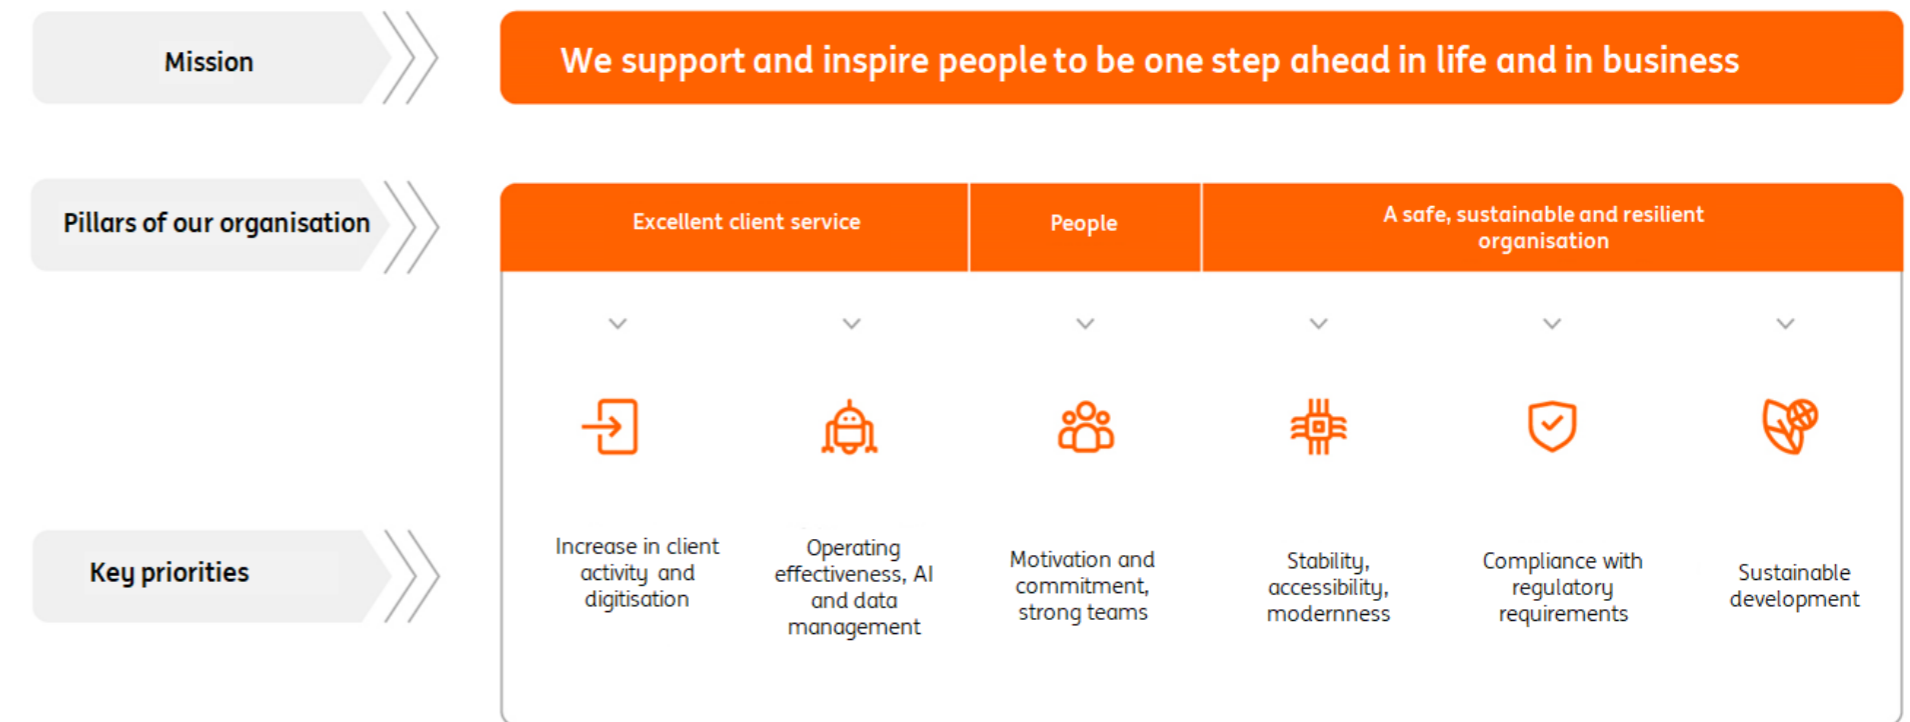 Mission
We support and inspire people to be one step ahead in life and in business
Pillars of our organisation
Excellent client service
People
A safe, sustainable and resilient
organisation
Key priorities
Increase in client
activity and
digitisation
Operating
effectiveness, AI
and data
management
Motivation and
commitment,
strong teams
Stability,
accessibility,
modernness
Compliance with
regulatory
requirements
Sustainable
development